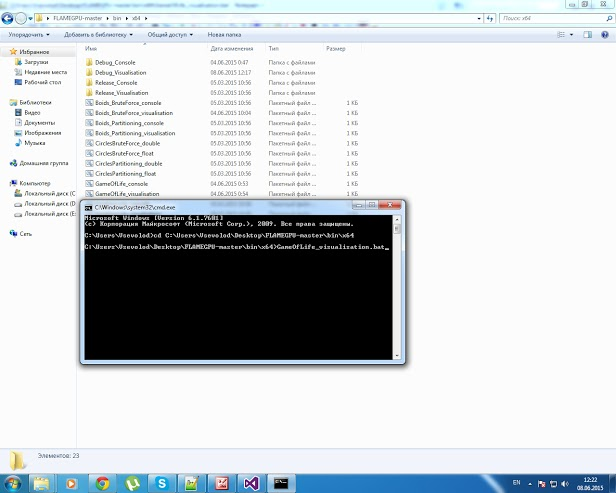 FLAMEGPU-master ▸ bin ▸ x64 ▸
Поиск: x64
Упорядочить
Добавить в библиотеку
Общий доступ
Новая папка
Имя
Дата изменения
Тип
Размер
Избранное
Загрузки
Недавние места
Рабочий стол
Библиотеки
Видео
Документы
Изображения
Музыка
Домашняя группа
Компьютер
Локальный диск (C
Локальный диск (D
Локальный диск (E
Сеть
Debug_Console 04.06.2015 0:47 Папка с файлами
Debug_Visualisation 08.06.2015 12:17 Папка с файлами
Release_Console 05.03.2015 10:56 Папка с файлами
Release_Visualisation 05.03.2015 10:56 Папка с файлами
Boids_BruteForce_console 05.03.2015 10:56 Пакетный файл ... 1 КБ
Boids_BruteForce_visualisation 04.06.2015 10:04 Пакетный файл ... 1 КБ
Boids_Partitioning_console 05.03.2015 10:56 Пакетный файл ... 1 КБ
Boids_Partitioning_visualisation 05.03.2015 10:56 Пакетный файл ... 1 КБ
CirclesBruteForce_double 05.03.2015 10:56 Пакетный файл ... 1 КБ
CirclesBruteForce_float 05.03.2015 10:56 Пакетный файл ... 1 КБ
CirclesPartitioning_double 05.03.2015 10:56 Пакетный файл ... 1 КБ
CirclesPartitioning_float 05.03.2015 10:56 Пакетный файл ... 1 КБ
GameOfLife_console 04.06.2015 0:53 Пакетный файл ... 1 КБ
GameOfLife_visualisation 04.06.2015 0:54 Пакетный файл ... 1 КБ
C:\Windows\system32\cmd.exe
Microsoft Windows [Version 6.1.7601]
(c) Корпорация Майкрософт (Microsoft Corp.), 2009. Все права защищены.
C:\Users\Vsevolod>cd C:\Users\Vsevolod\Desktop\FLAMEGPU-master\bin\x64
C:\Users\Vsevolod\Desktop\FLAMEGPU-master\bin\x64>GameOfLife_visualization.bat_
Элементов: 23
EN
12:22
08.06.2015